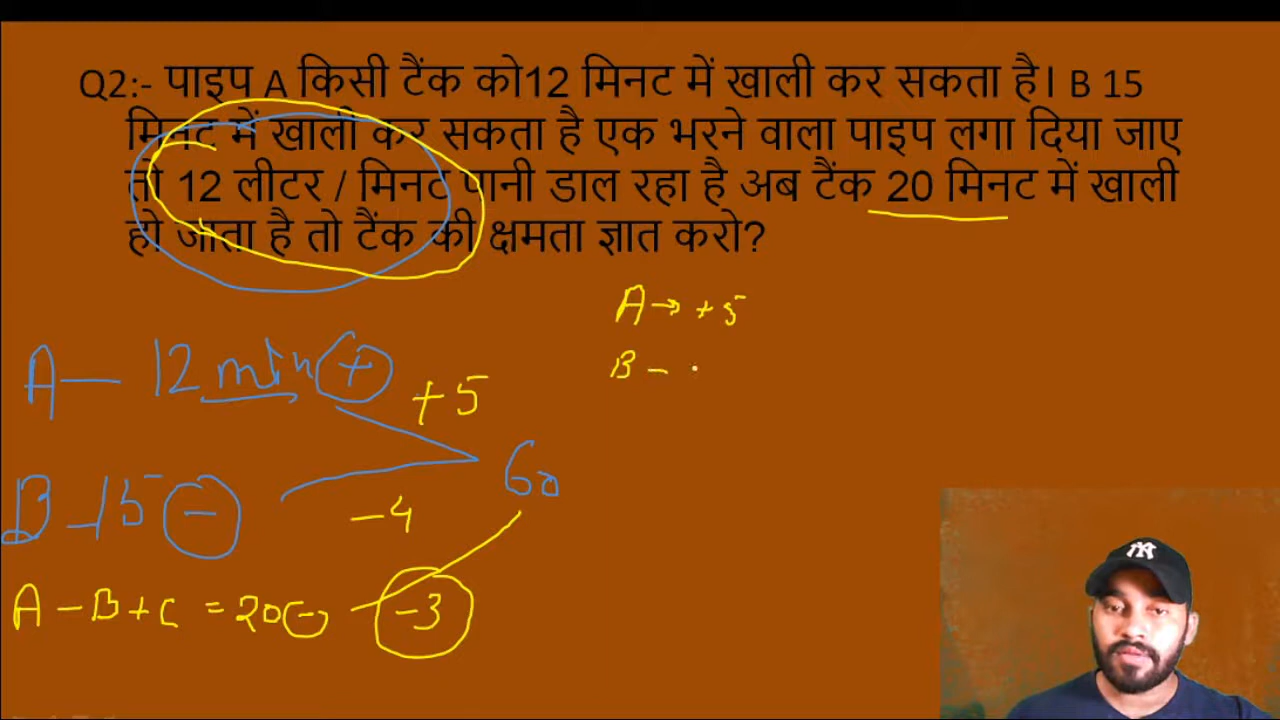 Q2:- पाइप A किसी टैंक को12 मिनट में खाली कर सकता है। B 15
मिनट में खाली कर सकता है एक भरने वाला पाइप लगा दिया जाए
तो 12 लीटर / मिनट पानी डाल रहा है अब टैंक 20 मिनट में खाली
हो जाता है तो टैंक की क्षमता ज्ञात करो?
A → + 5
B - .
A — 12 min +
+ 5
60
B - 15 -
- 4
A - B + C = 20 -
- 3